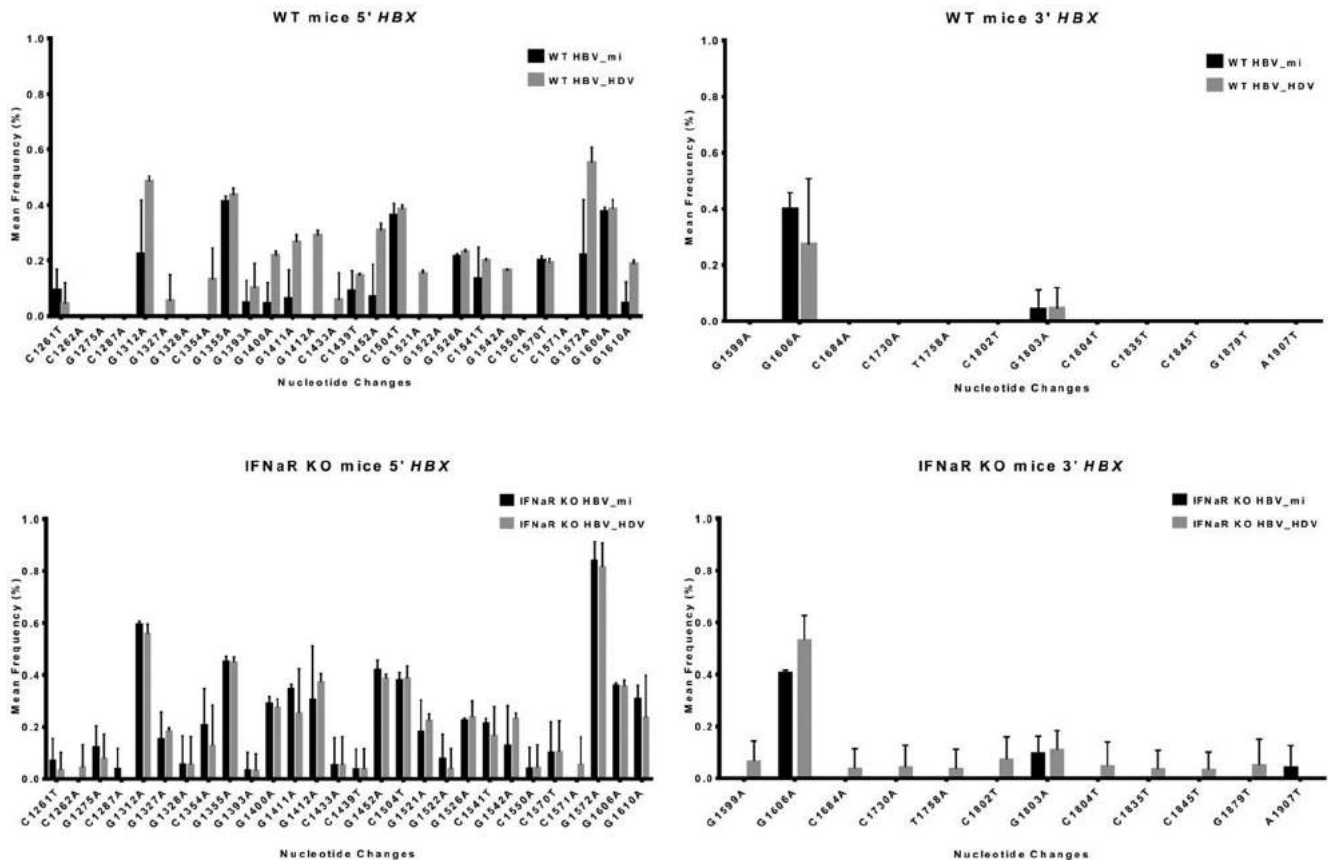 WT mice 5' HBX
WT HBV_mi
WT HBV_HDV
Mean Frequency (%)
1.0
0.8
0.6
0.4
0.2
0.0
C1261T
C1262A
G1275A
C1287A
G1312A
G1327A
G1328A
C1354A
G1355A
G1393A
G1400A
G1411A
G1412A
C1433A
C1439T
G1452A
C1504T
G1521A
G1522A
G1526A
C1541T
G1542A
C1550A
C1570T
C1571A
G1572A
G1606A
G1610A
Nucleotide Changes
WT mice 3' HBX
WT HBV_mi
WT HBV_HDV
Mean Frequency (%)
1.0
0.8
0.6
0.4
0.2
0.0
G1599A
G1606A
C1684A
C1730A
T1758A
C1802T
G1803A
C1804T
C1835T
C1845T
G1879T
A1907T
Nucleotide Changes
IFNaR KO mice 5' HBX
IFNaR KO HBV_mi
IFNaR KO HBV_HDV
Mean Frequency (%)
1.0
0.8
0.6
0.4
0.2
0.0
C1261T
C1262A
G1275A
C1287A
G1312A
G1327A
G1328A
C1354A
G1355A
G1393A
G1400A
G1411A
G1412A
C1433A
C1439T
G1452A
C1504T
G1521A
G1522A
G1526A
C1541T
G1542A
C1550A
C1570T
C1571A
G1572A
G1606A
G1610A
Nucleotide Changes
IFNaR KO mice 3' HBX
IFNaR KO HBV_mi
IFNaR KO HBV_HDV
Mean Frequency (%)
1.0
0.8
0.6
0.4
0.2
0.0
G1599A
G1606A
C1684A
C1730A
T1758A
C1802T
G1803A
C1804T
C1835T
C1845T
G1879T
A1907T
Nucleotide Changes